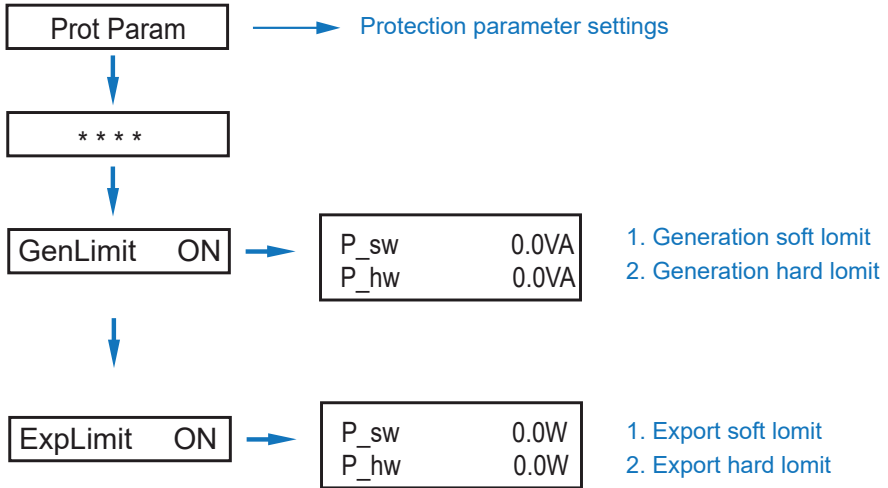 Prot Param
Protection parameter settings
* * * *
GenLimit ON
P_sw 0.0VA
P_hw 0.0VA
1. Generation soft lomit
2. Generation hard lomit
ExpLimit ON
P_sw 0.0W
P_hw 0.0W
1. Export soft lomit
2. Export hard lomit